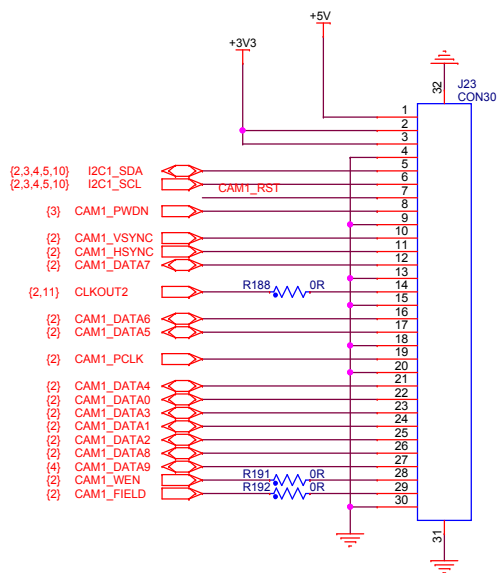 +5V
+3V3
32
J23
CON30
1
2
3
4
{2,3,4,5,10} I2C1_SDA 5
{2,3,4,5,10} I2C1_SCL 6
CAM1_RST 7
{3} CAM1_PWDN 8
9
{2} CAM1_VSYNC 10
{2} CAM1_HSYNC 11
{2} CAM1_DATA7 12
13
{2,11} CLKOUT2 R188 0R 14
15
{2} CAM1_DATA6 16
{2} CAM1_DATA5 17
18
{2} CAM1_PCLK 19
20
{2} CAM1_DATA4 21
{2} CAM1_DATA0 22
{2} CAM1_DATA3 23
{2} CAM1_DATA1 24
{2} CAM1_DATA2 25
{2} CAM1_DATA8 26
{4} CAM1_DATA9 27
{2} CAM1_WEN R191 0R 28
{2} CAM1_FIELD R192 0R 29
30
31